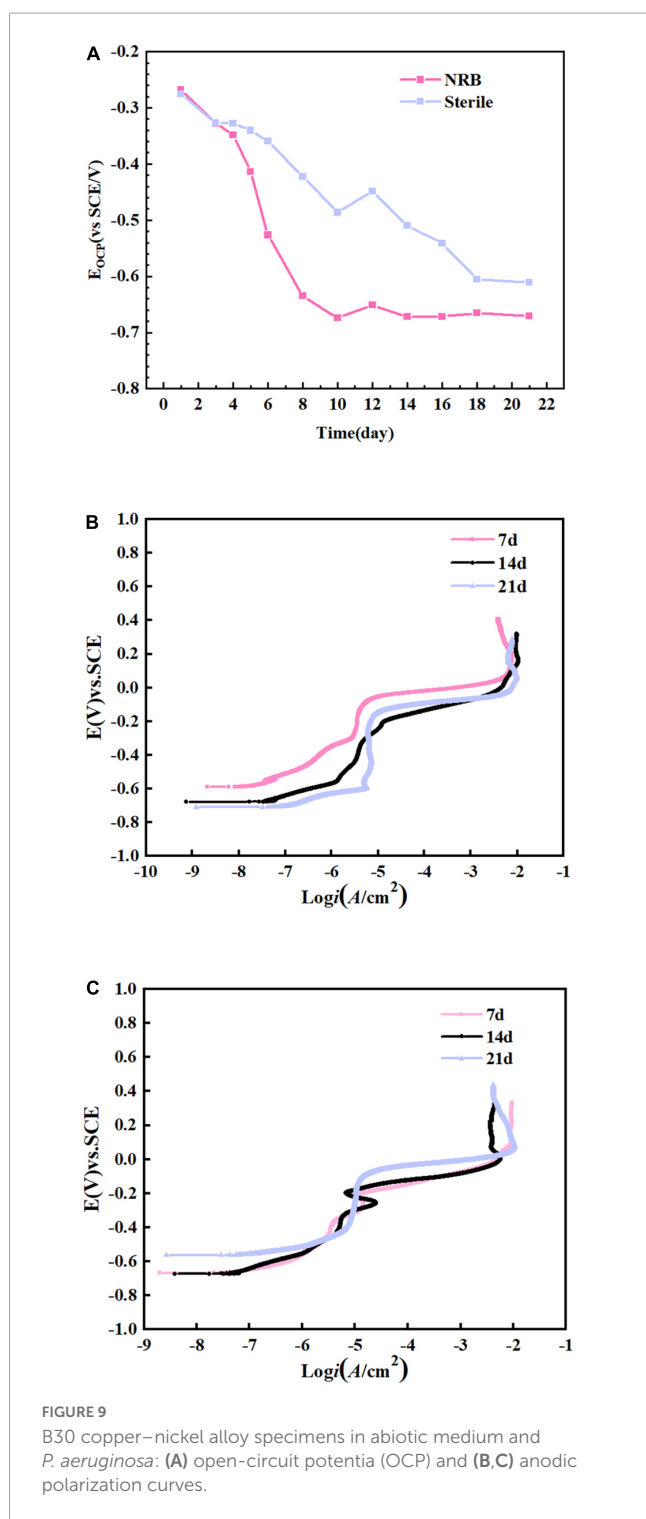 A
-0.2
-0.3
-0.4
-0.5
-0.6
-0.7
-0.8
E_OCP(vs SCE/V)
NRB
Sterile
0 2 4 6 8 10 12 14 16 18 20 22
Time(day)
B
1.0
0.8
0.6
0.4
0.2
0.0
-0.2
-0.4
-0.6
-0.8
-1.0
E(V)vs.SCE
7d
14d
21d
-10 -9 -8 -7 -6 -5 -4 -3 -2 -1
Logi(A/cm²)
C
1.0
0.8
0.6
0.4
0.2
0.0
-0.2
-0.4
-0.6
-0.8
-1.0
E(V)vs.SCE
7d
14d
21d
-9 -8 -7 -6 -5 -4 -3 -2 -1
Logi(A/cm²)
FIGURE 9
B30 copper–nickel alloy specimens in abiotic medium and
P. aeruginosa: (A) open-circuit potentia (OCP) and (B,C) anodic
polarization curves.